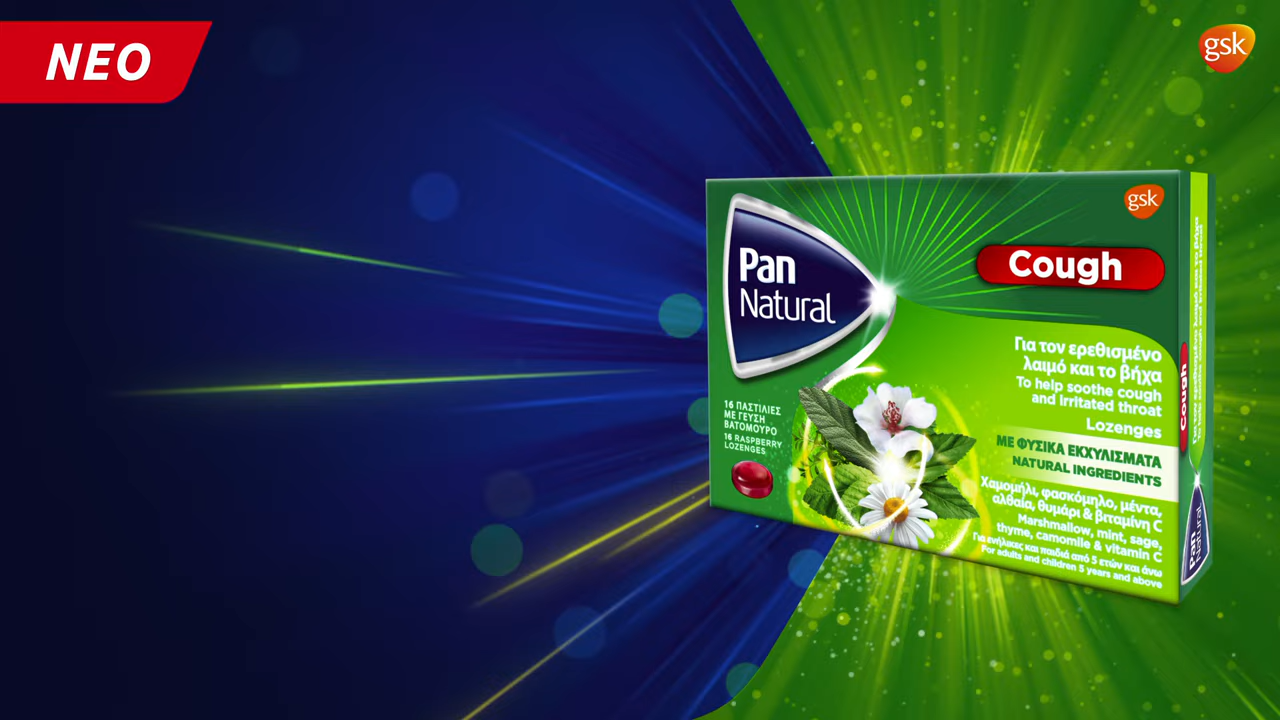 ΝΕΟ
gsk
gsk
Pan
Natural
Cough
Για τον ερεθισμένο
λαιμό και το βήχα
To help soothe cough
and irritated throat
Lozenges
16 ΠΑΣΤΙΛΙΕΣ
ΜΕ ΓΕΥΣΗ
ΒΑΤΟΜΟΥΡΟ
16 RASPBERRY
LOZENGES
ΜΕ ΦΥΣΙΚΑ ΕΚΧΥΛΙΣΜΑΤΑ
NATURAL INGREDIENTS
Χαμομήλι, φασκόμηλο, μέντα,
αλθαία, θυμάρι & βιταμίνη C
Marshmallow, mint, sage,
thyme, camomile & vitamin C
Για ενήλικες και παιδιά από 5 ετών και άνω
For adults and children 5 years and above
Cough
Pan
Natural